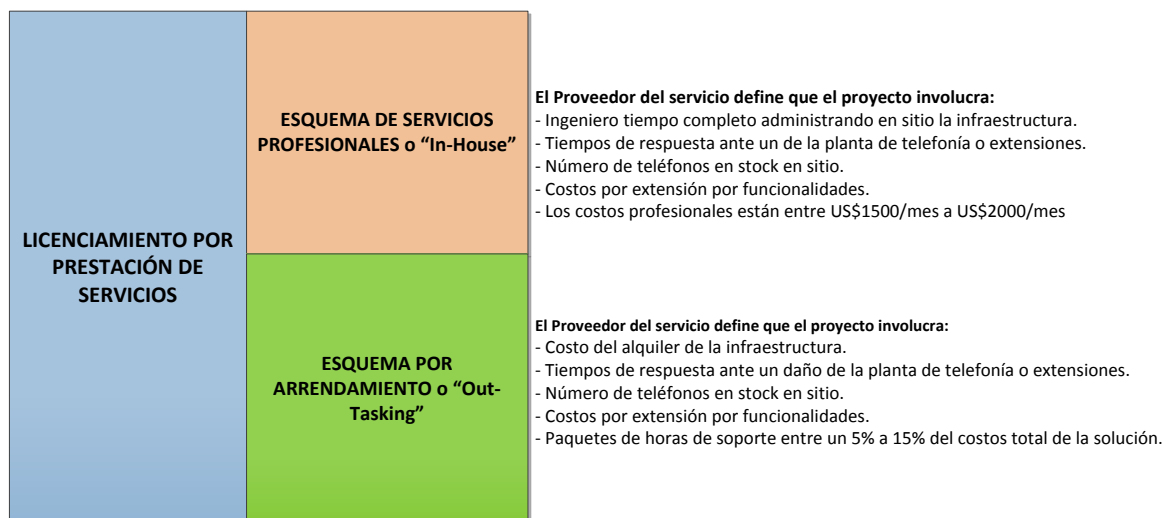 LICENCIAMIENTO POR
PRESTACIÓN DE
SERVICIOS
ESQUEMA DE SERVICIOS
PROFESIONALES o “In-House”
El Proveedor del servicio define que el proyecto involucra:
- Ingeniero tiempo completo administrando en sitio la infraestructura.
- Tiempos de respuesta ante un de la planta de telefonía o extensiones.
- Número de teléfonos en stock en sitio.
- Costos por extensión por funcionalidades.
- Los costos profesionales están entre US$1500/mes a US$2000/mes
ESQUEMA POR
ARRENDAMIENTO o “Out-
Tasking”
El Proveedor del servicio define que el proyecto involucra:
- Costo del alquiler de la infraestructura.
- Tiempos de respuesta ante un daño de la planta de telefonía o extensiones.
- Número de teléfonos en stock en sitio.
- Costos por extensión por funcionalidades.
- Paquetes de horas de soporte entre un 5% a 15% del costos total de la solución.